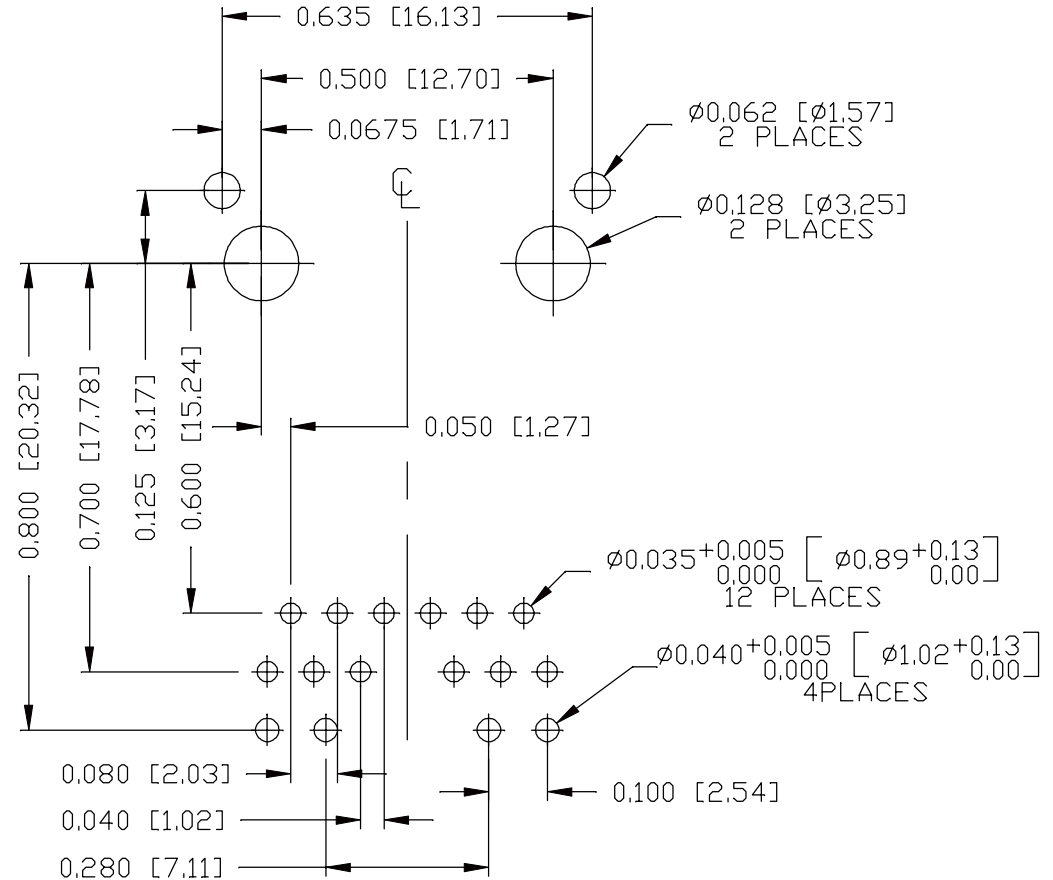 0.635 [16.13]
0.500 [12.70]
0.0675 [1.71]
Ø0.062 [Ø1.57]
2 PLACES
℄
Ø0.128 [Ø3.25]
2 PLACES
0.800 [20.32]
0.700 [17.78]
0.125 [3.17]
0.600 [15.24]
0.050 [1.27]
Ø0.035+0.005 [ Ø0.89+0.13 ]
0.000 0.00
12 PLACES
Ø0.040+0.005 [ Ø1.02+0.13 ]
0.000 0.00
4PLACES
0.080 [2.03]
0.100 [2.54]
0.040 [1.02]
0.280 [7.11]